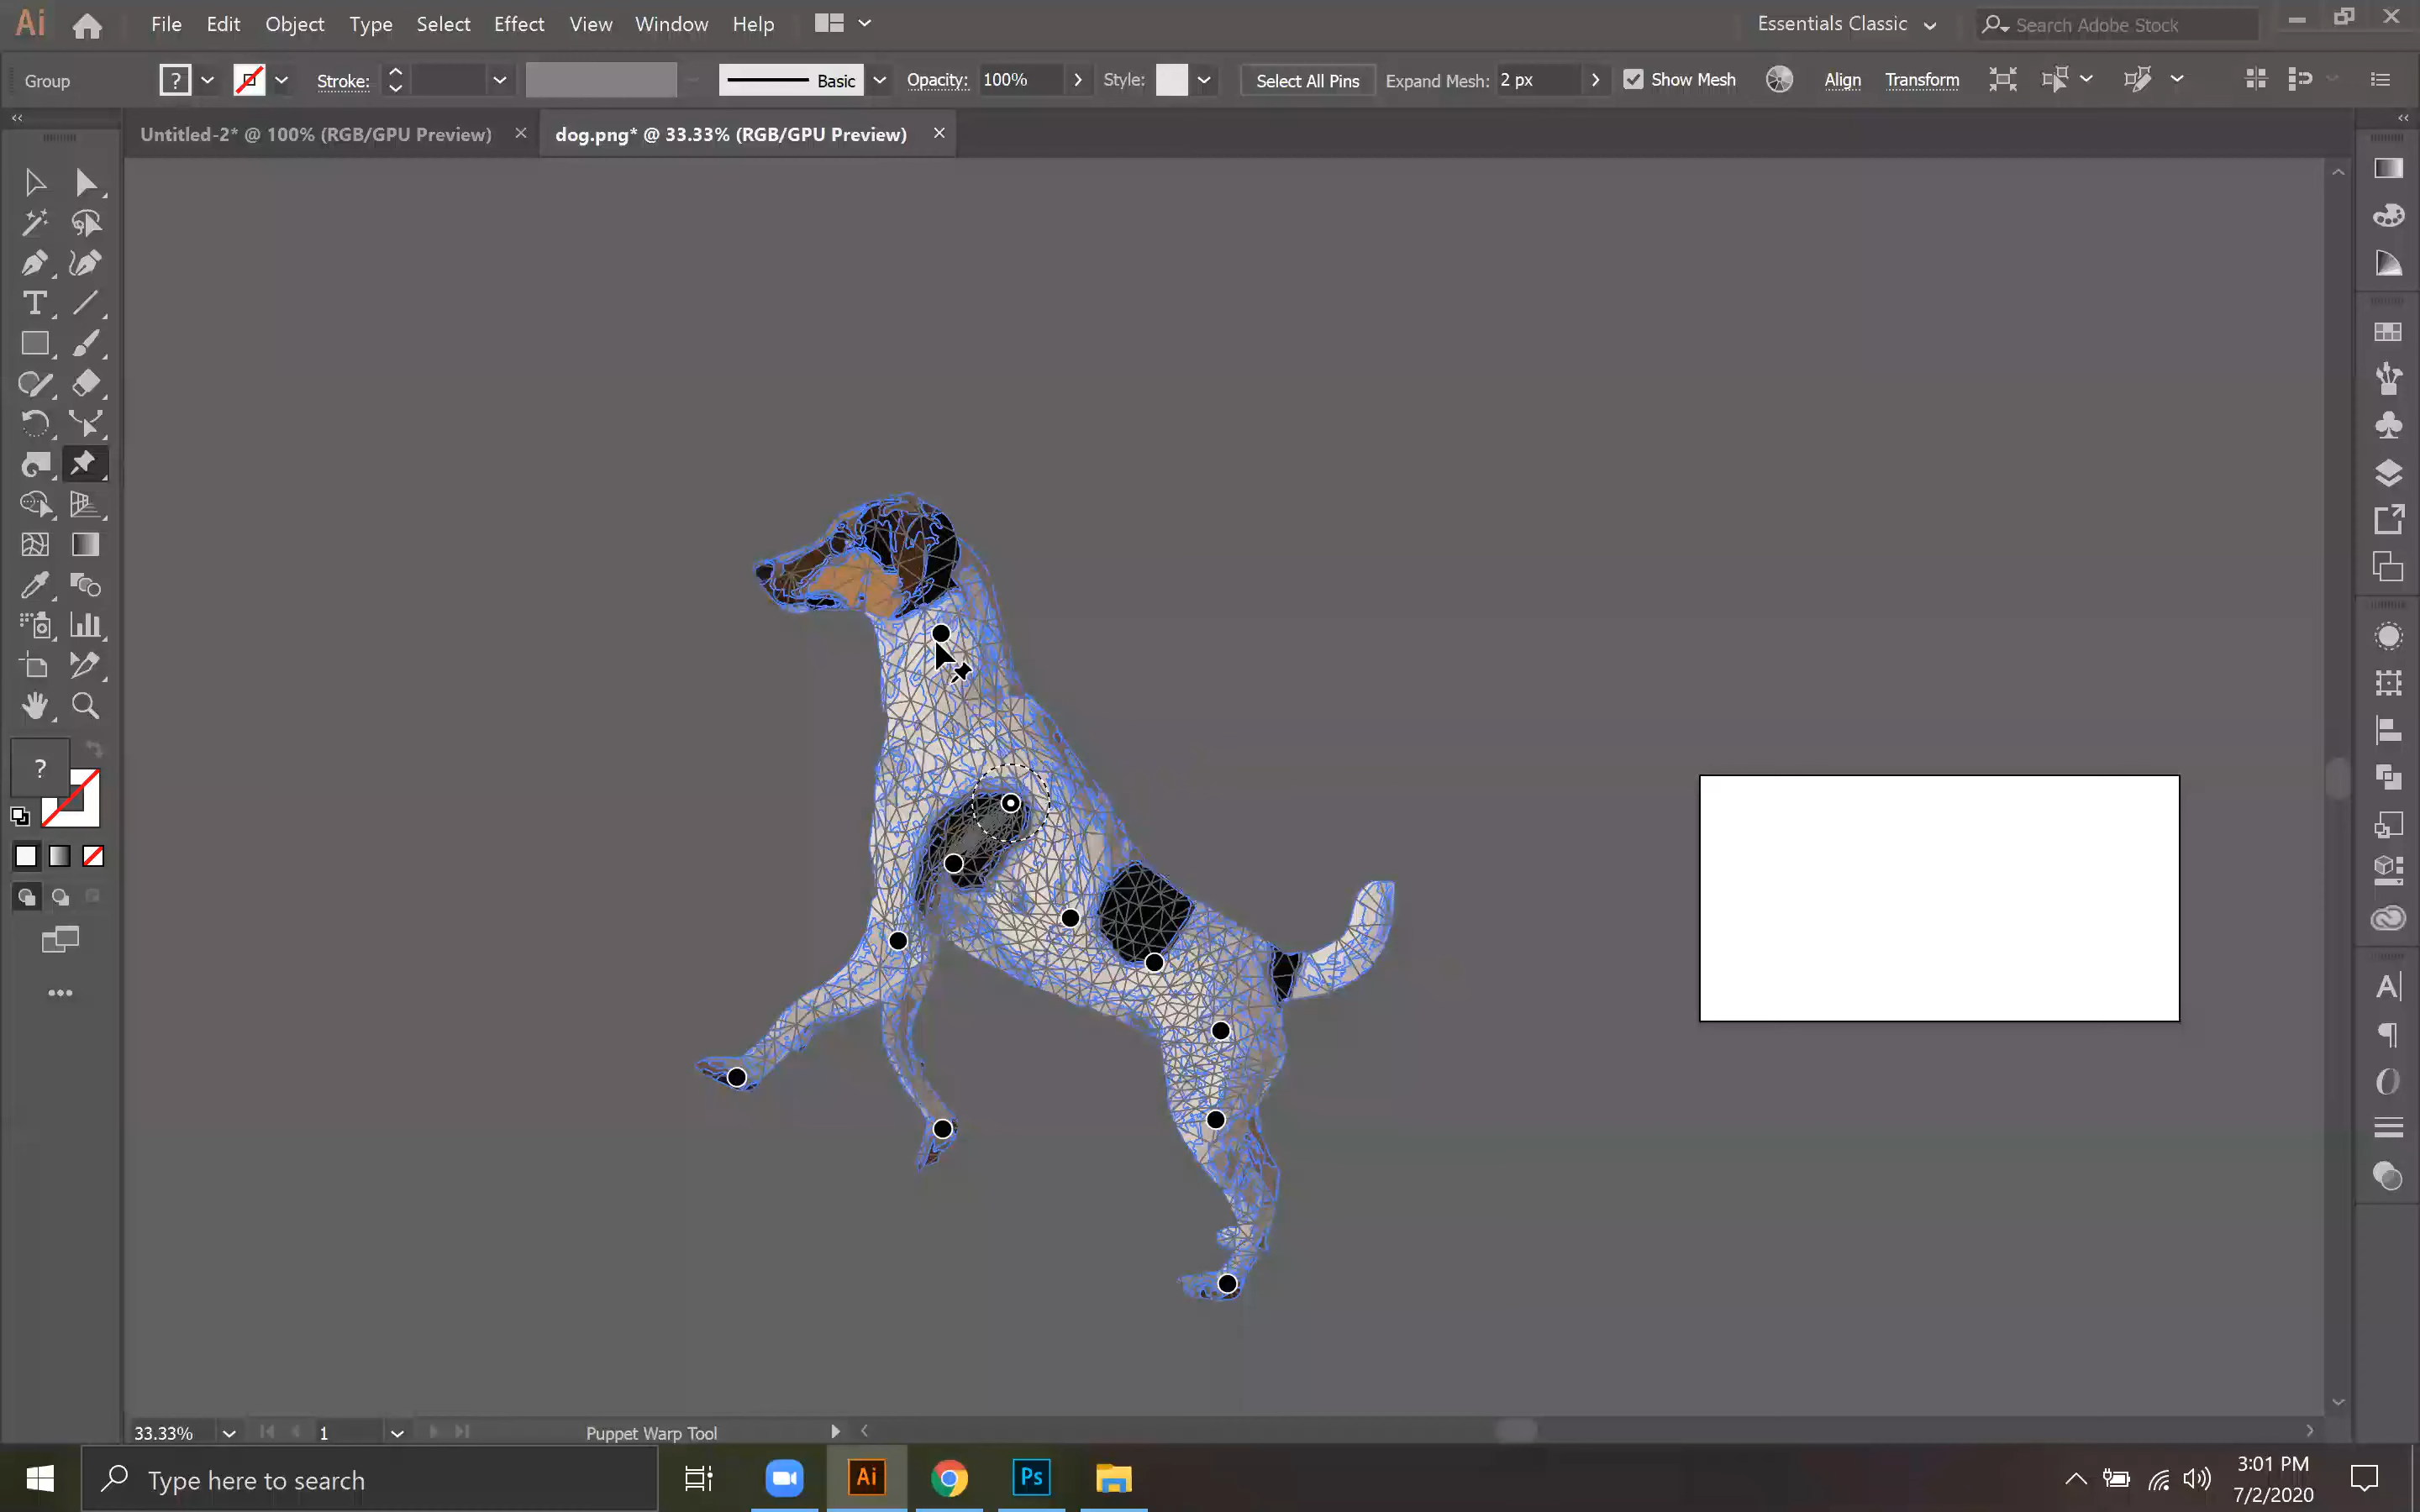 Ai File Edit Object Type Select Effect View Window Help Essentials Classic Search Adobe Stock
Group ? Stroke: Basic Opacity: 100% Style: Select All Pins Expand Mesh: 2 px Show Mesh Align Transform
Untitled-2* @ 100% (RGB/GPU Preview) dog.png* @ 33.33% (RGB/GPU Preview)
?
33.33% 1 Puppet Warp Tool
Type here to search Ai Ps 3:01 PM
7/2/2020